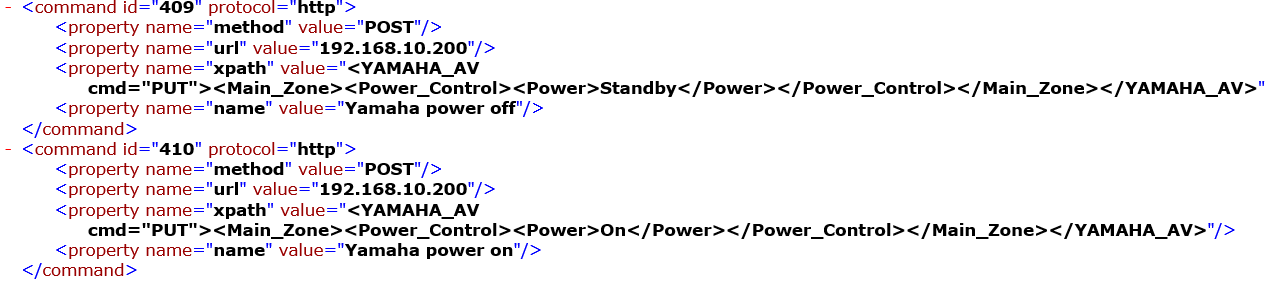 - <command id="409" protocol="http">
<property name="method" value="POST"/>
<property name="url" value="192.168.10.200"/>
<property name="xpath" value="<YAMAHA_AV
cmd="PUT"><Main_Zone><Power_Control><Power>Standby</Power></Power_Control></Main_Zone></YAMAHA_AV>"
<property name="name" value="Yamaha power off"/>
</command>
- <command id="410" protocol="http">
<property name="method" value="POST"/>
<property name="url" value="192.168.10.200"/>
<property name="xpath" value="<YAMAHA_AV
cmd="PUT"><Main_Zone><Power_Control><Power>On</Power></Power_Control></Main_Zone></YAMAHA_AV>"/>
<property name="name" value="Yamaha power on"/>
</command>